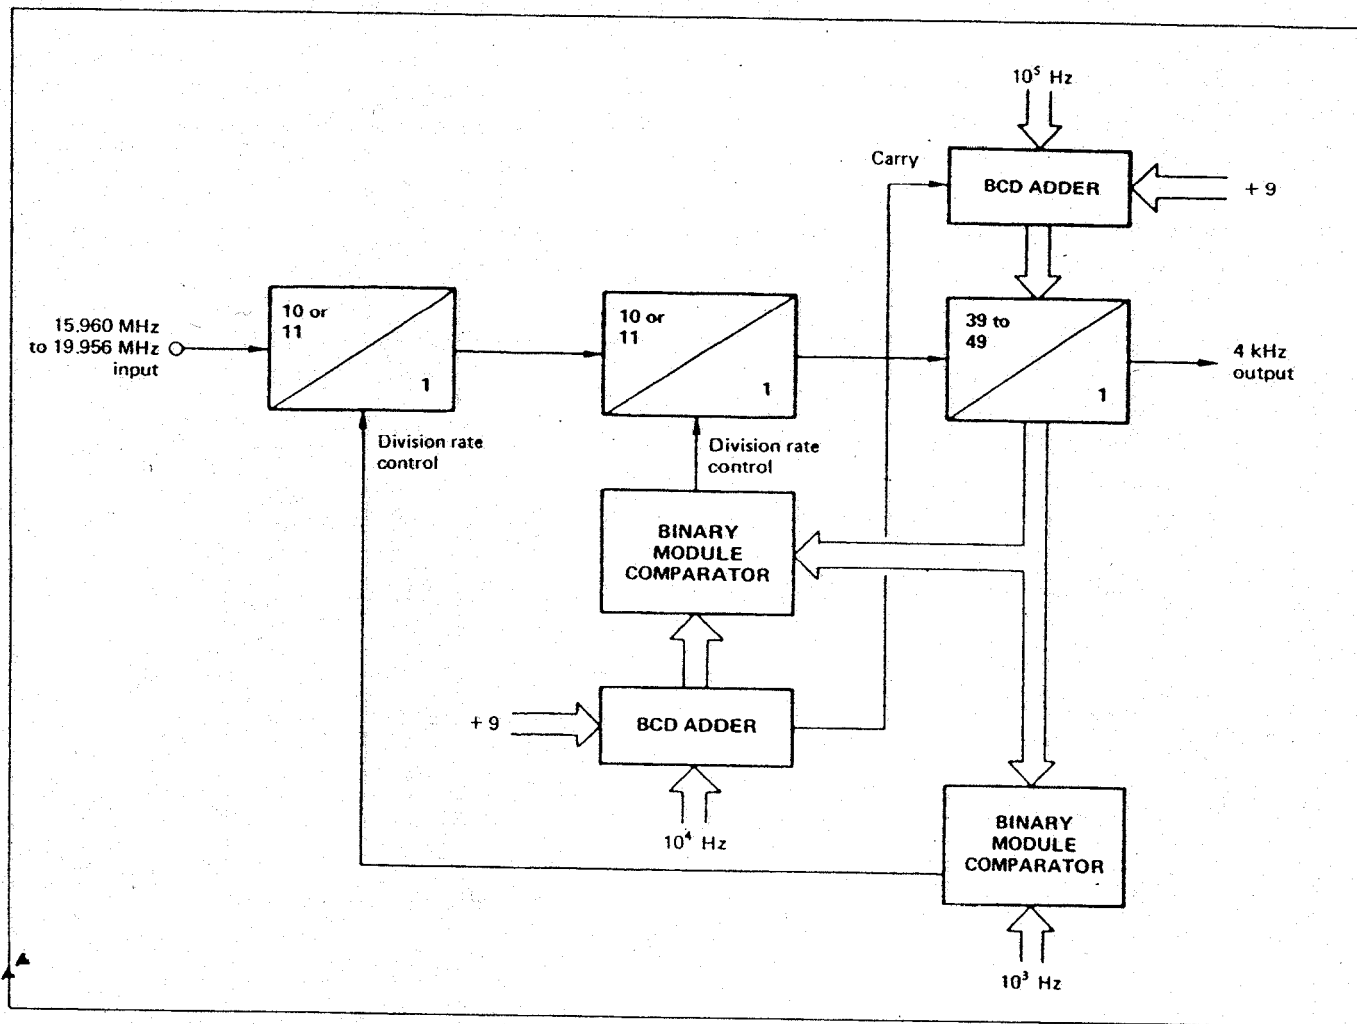 10⁵ Hz
Carry
BCD ADDER
+ 9
15.960 MHz
to 19.956 MHz
input
10 or
11
1
10 or
11
1
39 to
49
1
4 kHz
output
Division rate
control
Division rate
control
BINARY
MODULE
COMPARATOR
+ 9
BCD ADDER
10⁴ Hz
BINARY
MODULE
COMPARATOR
10³ Hz